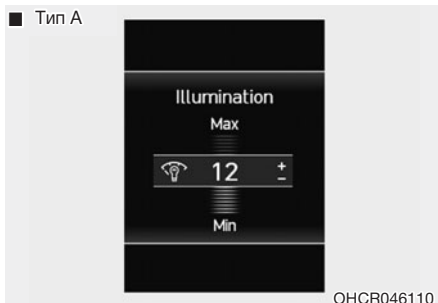 ■ Тип А
Illumination
Max
12
+
−
Min
OHCR046110